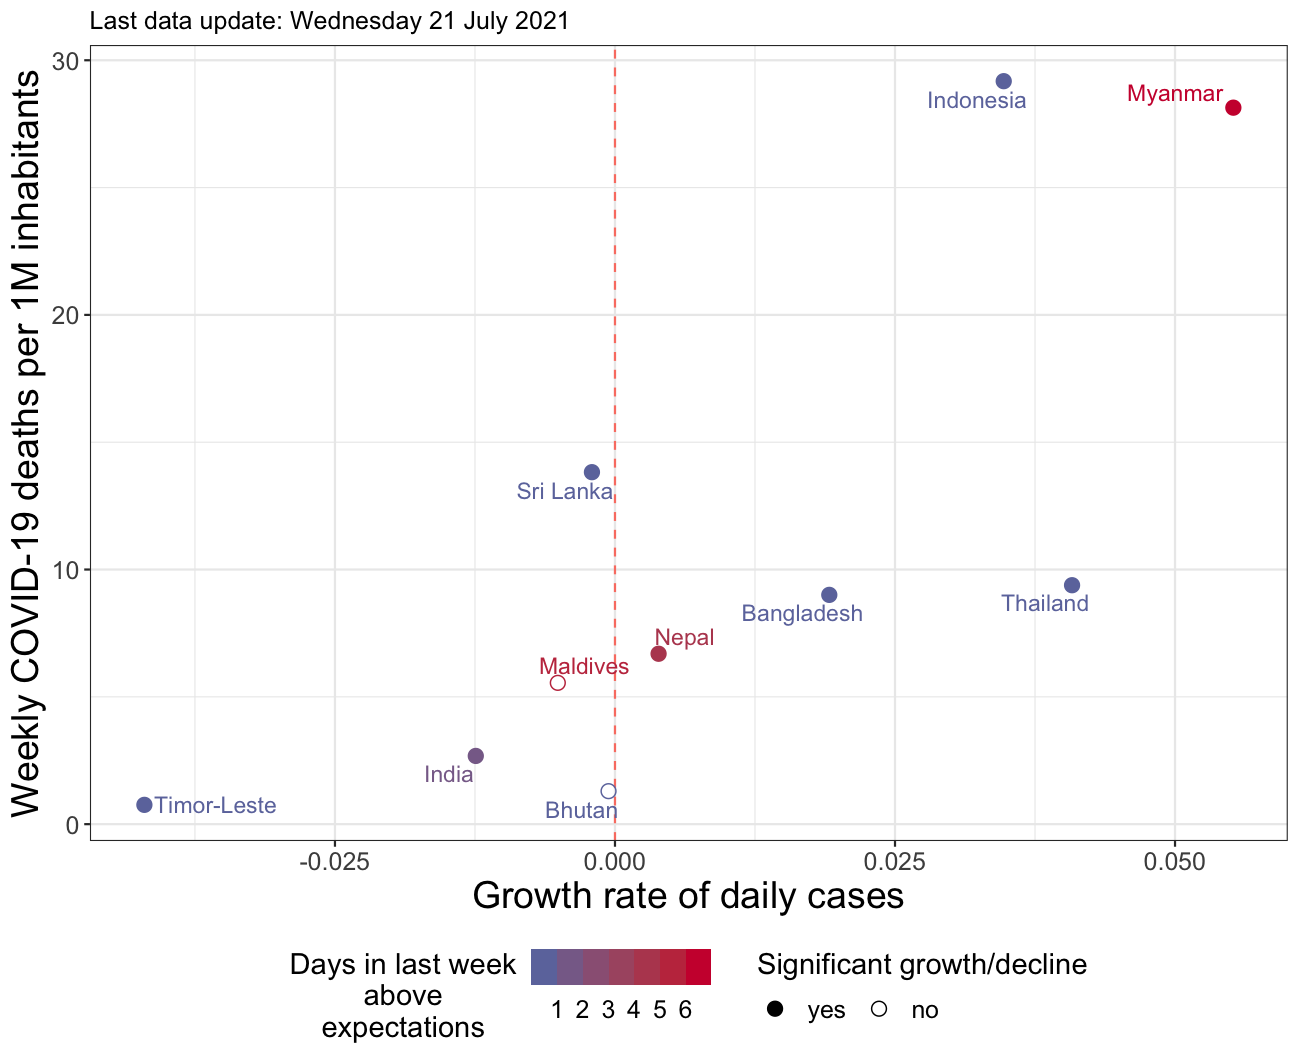 Last data update: Wednesday 21 July 2021
Weekly COVID-19 deaths per 1M inhabitants
30
20
10
0
Indonesia
Myanmar
Sri Lanka
Thailand
Bangladesh
Nepal
Maldives
India
Timor-Leste
Bhutan
-0.025 0.000 0.025 0.050
Growth rate of daily cases
Days in last week
above
expectations
1 2 3 4 5 6
Significant growth/decline
yes no